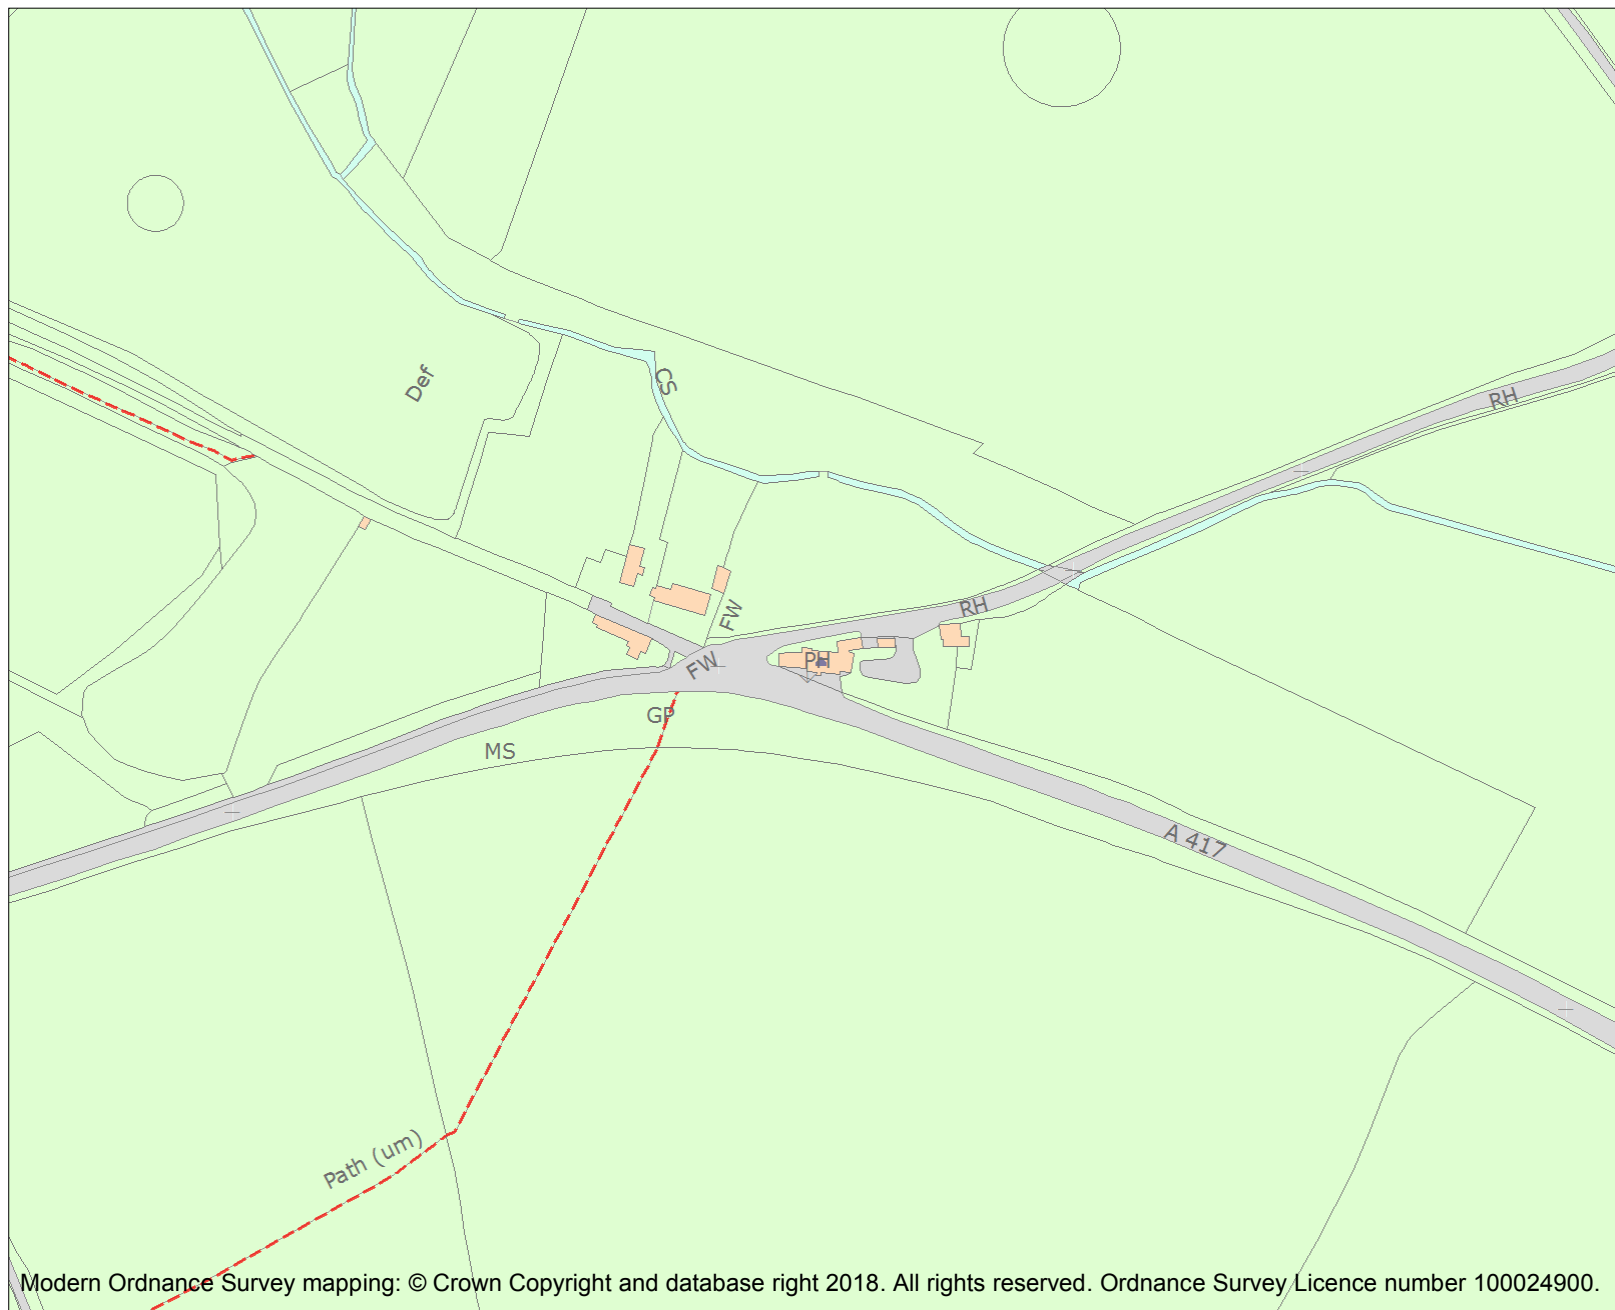 Def
CS
RH
FW
RH
FW
PH
GP
MS
A 417
Path (um)
Modern Ordnance Survey mapping: © Crown Copyright and database right 2018. All rights reserved. Ordnance Survey Licence number 100024900.